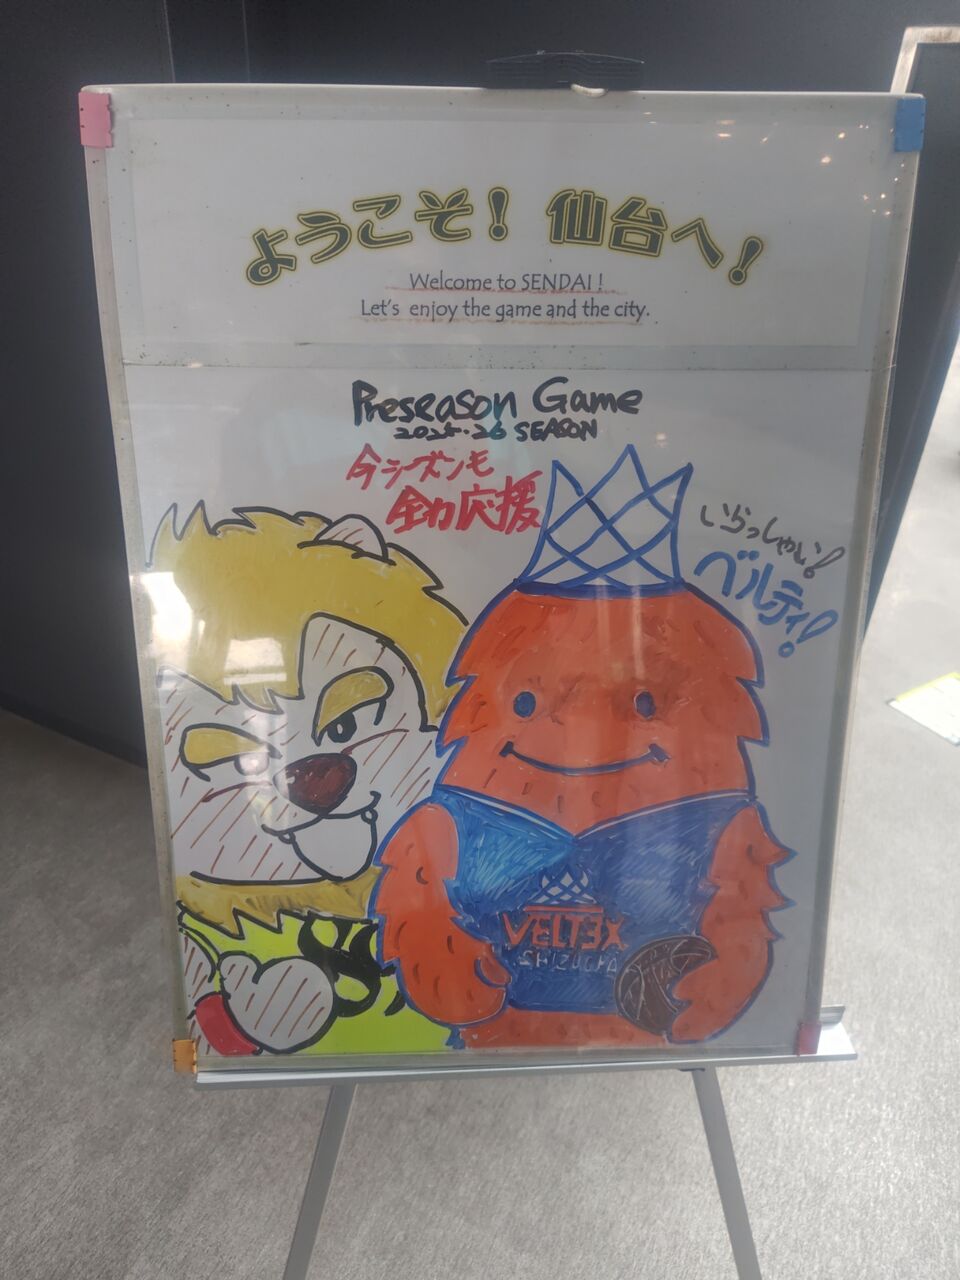 ようこそ! 仙台へ!
Welcome to SENDAI !
Let's enjoy the game and the city.
Preseason Game
2025-26 SEASON
今シーズンも
全力応援
いらっしゃい!
ベルティ!
VELTEX
SHIZUOKA